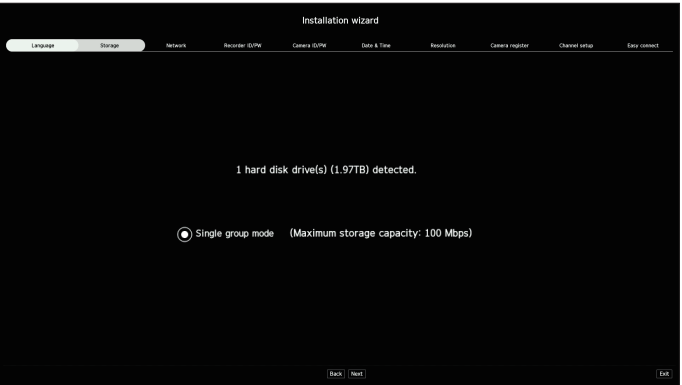 Installation wizard
Language Storage Network Recorder ID/PW Camera ID/PW Date & Time Resolution Camera register Channel setup Easy connect
1 hard disk drive(s) (1.97TB) detected.
Single group mode (Maximum storage capacity: 100 Mbps)
Back Next Exit